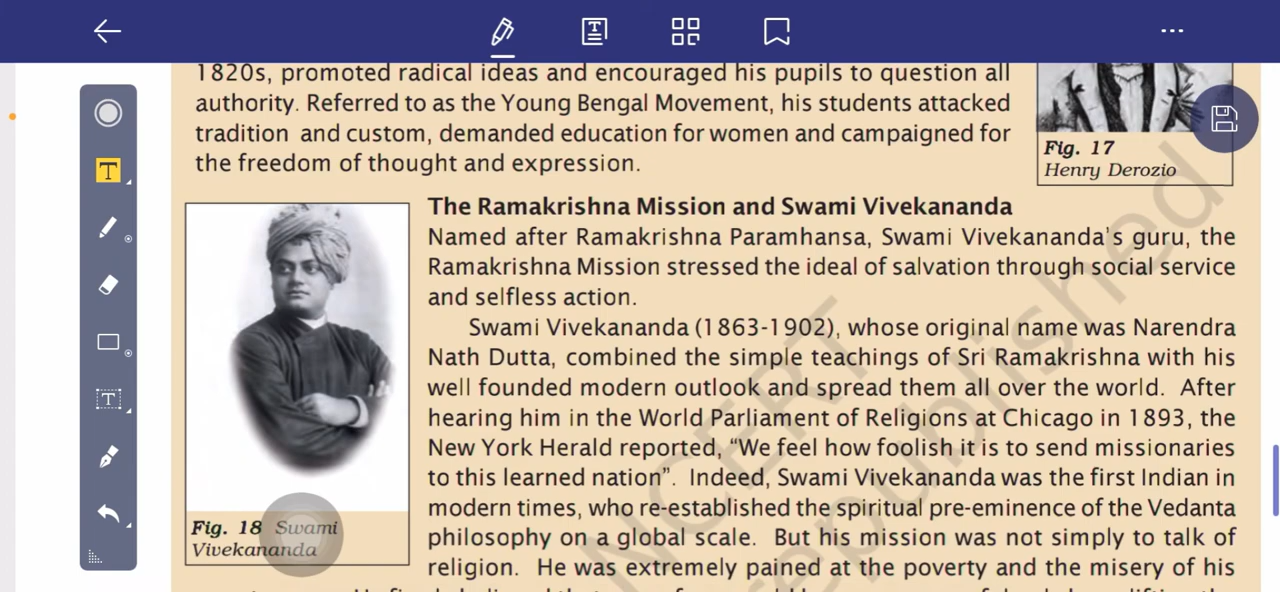 1820s, promoted radical ideas and encouraged his pupils to question all
authority. Referred to as the Young Bengal Movement, his students attacked
tradition and custom, demanded education for women and campaigned for
the freedom of thought and expression.
Fig. 17
Henry Derozio
The Ramakrishna Mission and Swami Vivekananda
Named after Ramakrishna Paramhansa, Swami Vivekananda's guru, the
Ramakrishna Mission stressed the ideal of salvation through social service
and selfless action.
Swami Vivekananda (1863-1902), whose original name was Narendra
Nath Dutta, combined the simple teachings of Sri Ramakrishna with his
well founded modern outlook and spread them all over the world. After
hearing him in the World Parliament of Religions at Chicago in 1893, the
New York Herald reported, “We feel how foolish it is to send missionaries
to this learned nation”. Indeed, Swami Vivekananda was the first Indian in
modern times, who re-established the spiritual pre-eminence of the Vedanta
philosophy on a global scale. But his mission was not simply to talk of
religion. He was extremely pained at the poverty and the misery of his
Fig. 18 Swami
Vivekananda
NCERT
republished